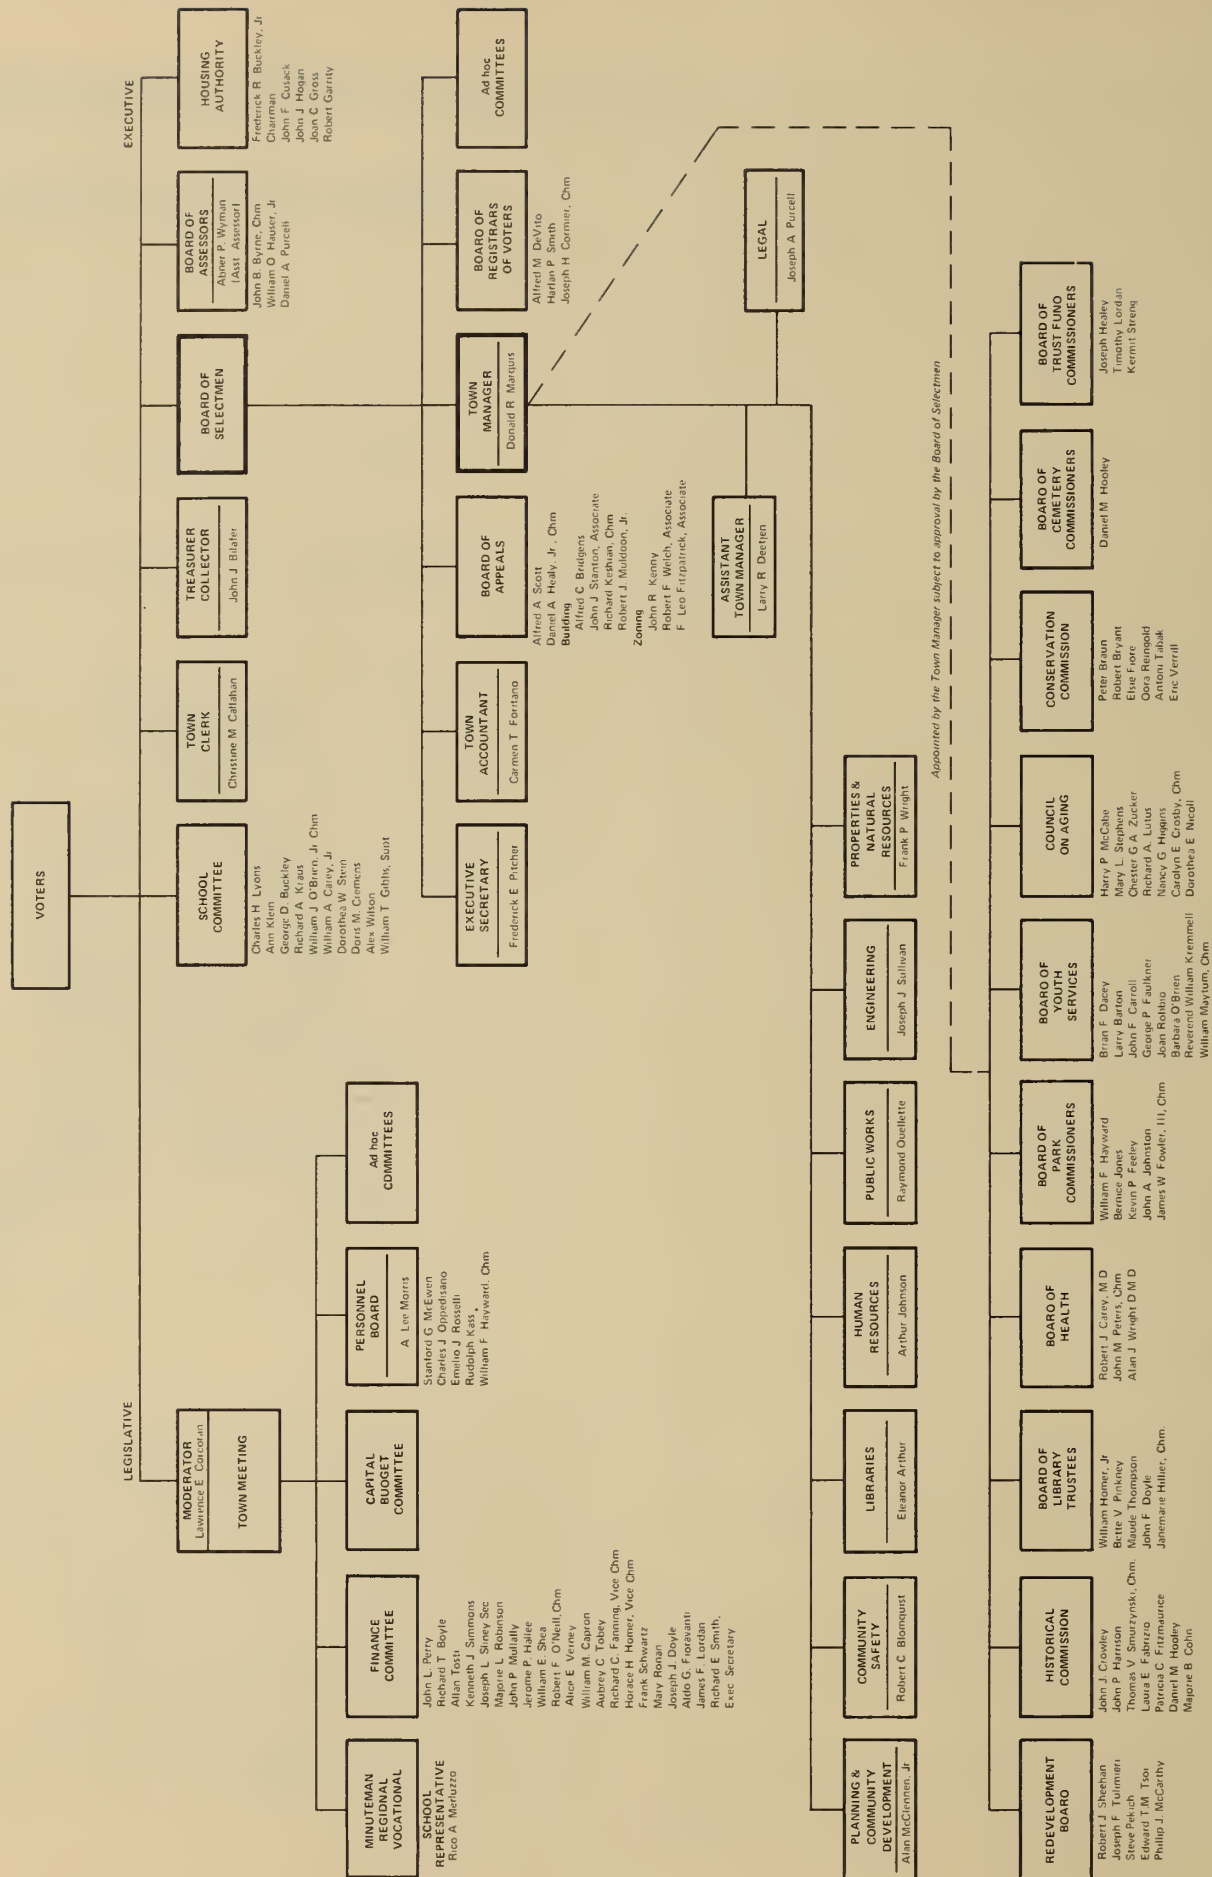 VOTERS
LEGISLATIVE
EXECUTIVE
MODERATOR
Lawrence E. Corcoran
TOWN MEETING
SCHOOL
COMMITTEE
Charles H Lyons
Ann Klein
George D. Buckley
Richard A Kraus
William J O'Brien, Jr Chm
William A Carey, Jr
Dorothea W Stein
Doris M. Cremens
Alex Wilson
William T Gibbs, Supt
TOWN
CLERK
Christine M Callahan
TREASURER
COLLECTOR
John J Bilafer
BOARD OF
SELECTMEN
BOARD OF
ASSESSORS
Abner P. Wyman
(Asst Assessor)
John B. Byrne, Chm
William O Hauser, Jr
Daniel A Purcell
HOUSING
AUTHORITY
Frederick R Buckley, Jr
Chairman
John F Cusack
John J Hogan
Joan C Gross
Robert Garrity
MINUTEMAN
REGIONAL
VOCATIONAL
SCHOOL
REPRESENTATIVE
Rico A Merluzzo
FINANCE
COMMITTEE
John L. Perry
Richard T Boyle
Allan Tosti
Kenneth J Simmons
Joseph L Sliney Sec
Majorie L Robinson
John P Mullally
Jerome P. Hallee
William E. Shea
Robert F O'Neill, Chm
Alice E Verney
William M. Capron
Aubrey C Tobey
Richard C. Fanning, Vice Chm
Horace H Homer, Vice Chm
Frank Schwartz
Mary Ronan
Joseph J. Doyle
Aldo G. Fioravanti
James F. Lordan
Richard E Smith,
Exec Secretary
CAPITAL
BUDGET
COMMITTEE
PERSONNEL
BOARD
A Lee Morris
Stanford G McEwen
Charles J Oppedisano
Emelio J Rosselli
Rudolph Kass
William F Hayward, Chm
Ad hoc
COMMITTEES
EXECUTIVE
SECRETARY
Frederick E Pitcher
TOWN
ACCOUNTANT
Carmen T Foritano
BOARD OF
APPEALS
Alfred A Scott
Daniel A Healy, Jr , Chm
Building
Alfred C Bridgens
John J Stanton, Associate
Richard Keshian, Chm
Robert J. Muldoon, Jr.
Zoning
John R Kenny
Robert F Welch, Associate
F Leo Fitzpatrick, Associate
TOWN
MANAGER
Donald R Marquis
BOARD OF
REGISTRARS
OF VOTERS
Alfred M DeVito
Harlan P Smith
Joseph H Cormier, Chm
Ad hoc
COMMITTEES
ASSISTANT
TOWN MANAGER
Larry R Deetjen
LEGAL
Joseph A Purcell
PLANNING &
COMMUNITY
DEVELOPMENT
Alan McClennen, Jr
COMMUNITY
SAFETY
Robert C Blomquist
LIBRARIES
Eleanor Arthur
HUMAN
RESOURCES
Arthur Johnson
PUBLIC WORKS
Raymond Ouellette
ENGINEERING
Joseph J Sullivan
PROPERTIES &
NATURAL
RESOURCES
Frank P Wright
Appointed by the Town Manager subject to approval by the Board of Selectmen
REDEVELOPMENT
BOARD
Robert J Sheehan
Joseph F Tulimieri
Steve Pekich
Edward T.M Tsoi
Phillip J. McCarthy
HISTORICAL
COMMISSION
John J. Crowley
John P Harrison
Thomas V Smurzynski, Chm.
Laura E Fabrizio
Patricia C Fitzmaurice
Daniel M Hooley
Majorie B Cohn
BOARD OF
LIBRARY
TRUSTEES
William Homer, Jr
Bette V Pinkney
Maude Thompson
John F Doyle
Janemarie Hillier, Chm.
BOARD OF
HEALTH
Robert J Carey, M D
John M Peters, Chm
Alan J Wright D M D
BOARD OF
PARK
COMMISSIONERS
William F Hayward
Bernice Jones
Kevin P Feeley
John A Johnston
James W Fowler, III, Chm
BOARD OF
YOUTH
SERVICES
Brian F Dacey
Larry Barton
John F Carroll
George P Faulkner
Joan Robbio
Barbara O'Brien
Reverend William Kremmell
William Maytum, Chm
COUNCIL
ON AGING
Harry P McCabe
Mary L. Stephens
Chester G A Zucker
Richard A. Lutus
Nancy G Higgins
Carolyn E Crosby, Chm
Dorothea E Nicoll
CONSERVATION
COMMISSION
Peter Braun
Robert Bryant
Elsie Fiore
Oora Reingold
Antoni Tabak
Eric Verrill
BOARD OF
CEMETERY
COMMISSIONERS
Daniel M Hooley
BOARD OF
TRUST FUNO
COMMISSIONERS
Joseph Healey
Timothy Lordan
Kermit Streng